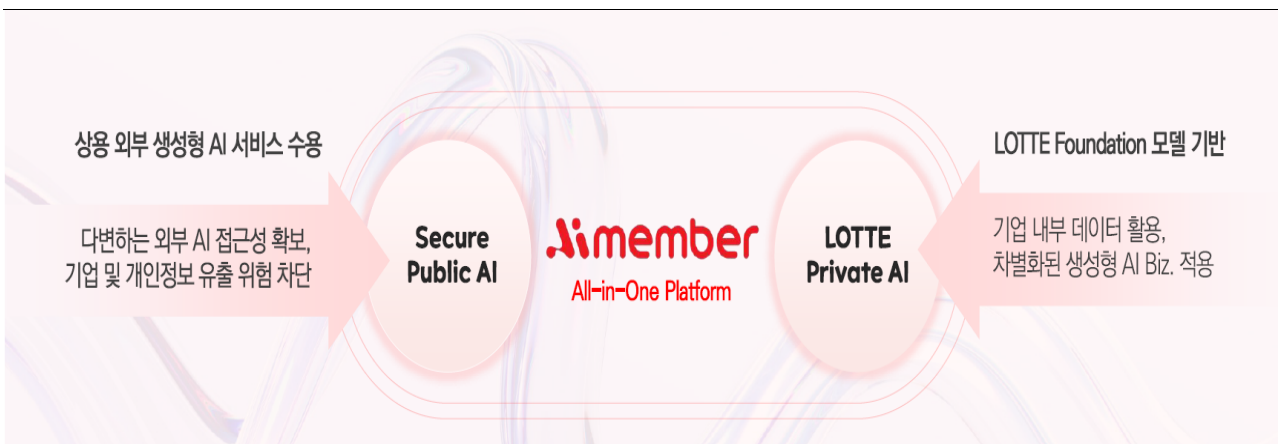 상용 외부 생성형 AI 서비스 수용
다변하는 외부 AI 접근성 확보,
기업 및 개인정보 유출 위험 차단
Secure
Public AI
Aimember
All-in-One Platform
LOTTE
Private AI
LOTTE Foundation 모델 기반
기업 내부 데이터 활용,
차별화된 생성형 AI Biz. 적용